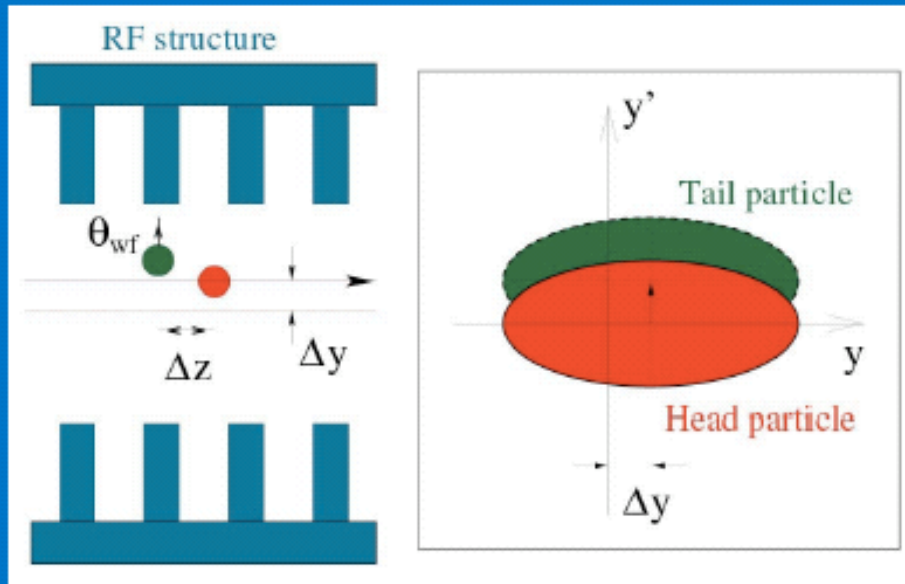 RF structure
θwf
Δz
Δy
y’
Tail particle
y
Head particle
Δy